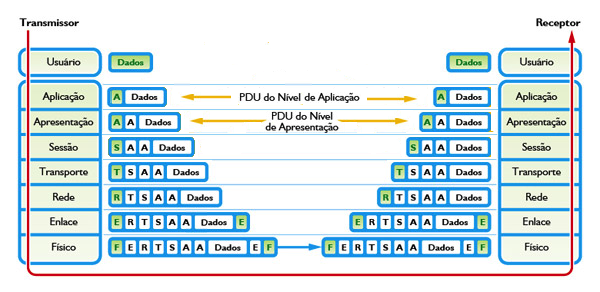 Transmissor Receptor
Usuário Dados Dados Usuário
Aplicação A Dados PDU do Nível de Aplicação A Dados Aplicação
Apresentação A A Dados PDU do Nível de Apresentação A A Dados Apresentação
Sessão S A A Dados S A A Dados Sessão
Transporte T S A A Dados T S A A Dados Transporte
Rede R T S A A Dados R T S A A Dados Rede
Enlace E R T S A A Dados E E R T S A A Dados E Enlace
Físico F E R T S A A Dados E F F E R T S A A Dados E F Físico